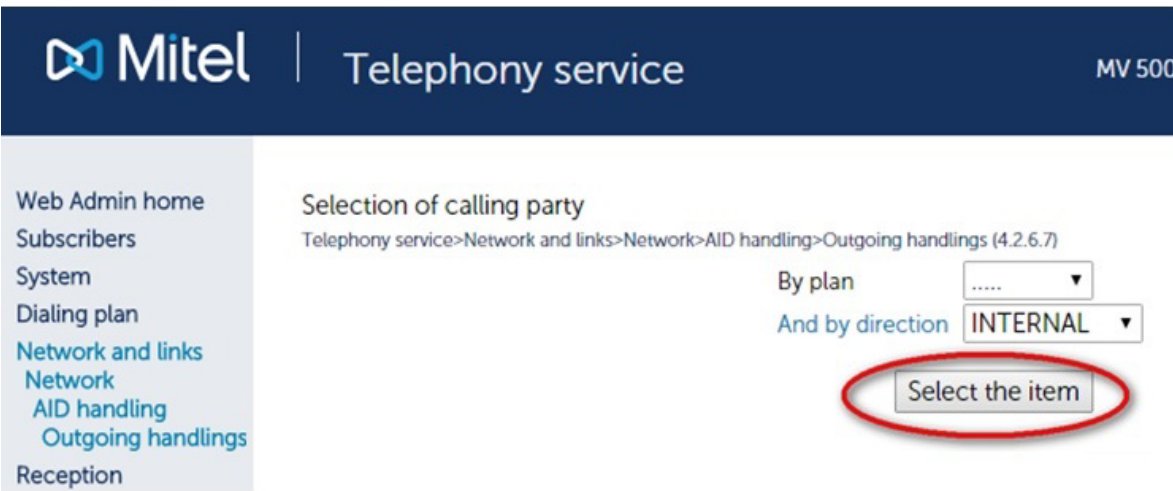 Mitel
Telephony service
MV 500
Web Admin home
Subscribers
System
Dialing plan
Network and links
Network
AID handling
Outgoing handlings
Reception
Selection of calling party
Telephony service>Network and links>Network>AID handling>Outgoing handlings (4.2.6.7)
By plan .....
And by direction INTERNAL
Select the item